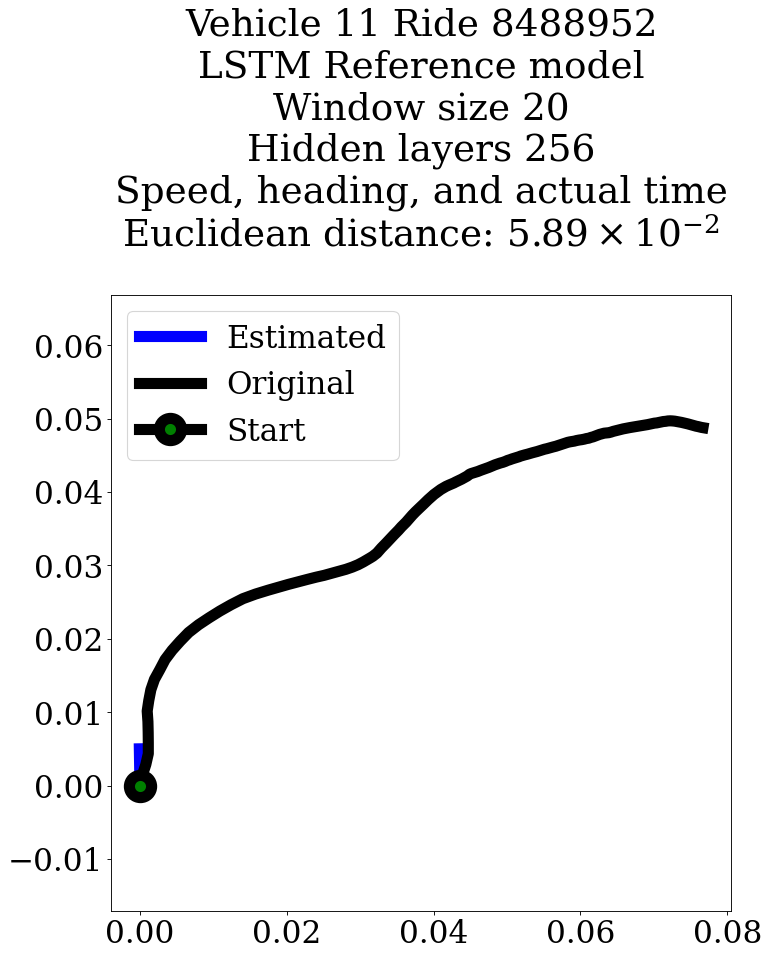 Vehicle 11 Ride 8488952
LSTM Reference model
Window size 20
Hidden layers 256
Speed, heading, and actual time
Euclidean distance: 5.89 × 10⁻²
Estimated
Original
Start
0.06
0.05
0.04
0.03
0.02
0.01
0.00
−0.01
0.00 0.02 0.04 0.06 0.08